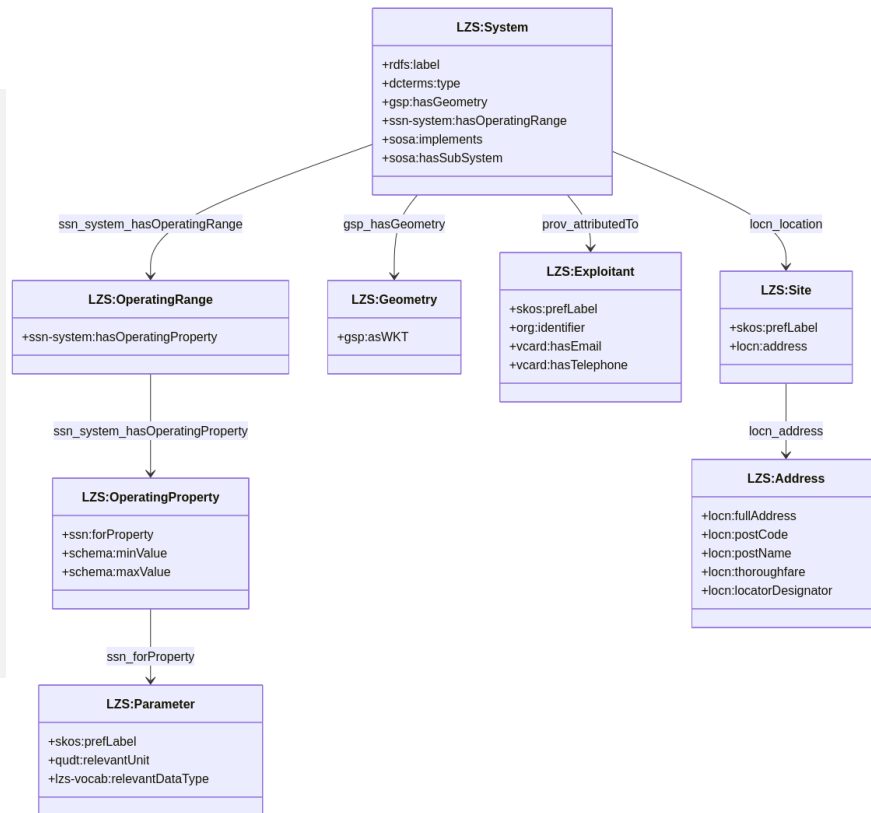 LZS:System
+rdfs:label
+dcterms:type
+gsp:hasGeometry
+ssn-system:hasOperatingRange
+sosa:implements
+sosa:hasSubSystem
ssn_system_hasOperatingRange
gsp_hasGeometry
prov_attributedTo
locn_location
LZS:OperatingRange
+ssn-system:hasOperatingProperty
LZS:Geometry
+gsp:asWKT
LZS:Exploitant
+skos:prefLabel
+org:identifier
+vcard:hasEmail
+vcard:hasTelephone
LZS:Site
+skos:prefLabel
+locn:address
ssn_system_hasOperatingProperty
locn_address
LZS:OperatingProperty
+ssn:forProperty
+schema:minValue
+schema:maxValue
LZS:Address
+locn:fullAddress
+locn:postCode
+locn:postName
+locn:thoroughfare
+locn:locatorDesignator
ssn_forProperty
LZS:Parameter
+skos:prefLabel
+qudt:relevantUnit
+lzs-vocab:relevantDataType